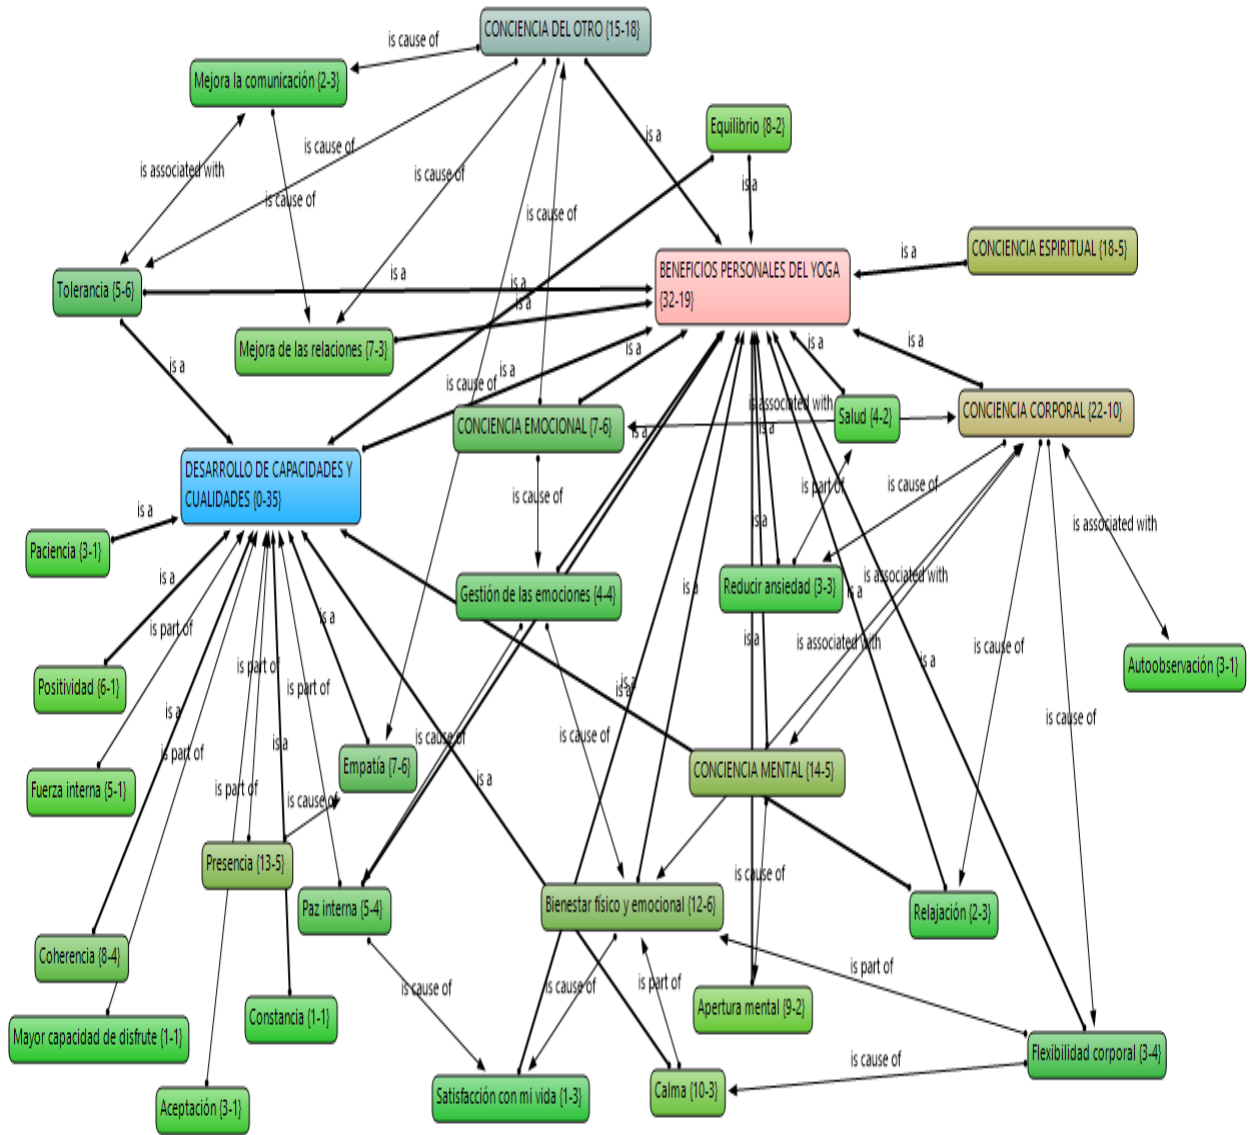 CONCIENCIA DEL OTRO {15-18}
is cause of
Mejora la comunicación {2-3}
Equilibrio {8-2}
is a
is cause of
is associated with
is cause of
is a
is cause of
is cause of
CONCIENCIA ESPIRITUAL {18-5}
is a
BENEFICIOS PERSONALES DEL YOGA
{32-19}
Tolerancia {5-6}
is a
is a
is a
Mejora de las relaciones {7-3}
is a
is a
is a
is a
is cause of
CONCIENCIA EMOCIONAL {7-6}
is associated with
Salud {4-2}
is a
CONCIENCIA CORPORAL {22-10}
is a
is a
DESARROLLO DE CAPACIDADES Y
CUALIDADES {0-35}
is cause of
is part of
is cause of
is a
is a
is associated with
Paciencia {3-1}
is a
Gestión de las emociones {4-4}
Reducir ansiedad {3-3}
is associated with
is a
is part of
is a
is associated with
is cause of
Autoobservación {3-1}
Positividad {6-1}
is part of
is part of
is a
is a
is a
is cause of
is a
is part of
is a
is cause of
is cause of
Empatía {7-6}
CONCIENCIA MENTAL {14-5}
Fuerza interna {5-1}
is part of
is cause of
is a
Presencia {13-5}
is cause of
Paz interna {5-4}
Bienestar físico y emocional {12-6}
Relajación {2-3}
Coherencia {8-4}
is cause of
is cause of
is part of
is part of
Constancia {1-1}
Apertura mental {9-2}
Mayor capacidad de disfrute {1-1}
Flexibilidad corporal {3-4}
is cause of
Aceptación {3-1}
Satisfacción con mi vida {1-3}
Calma {10-3}